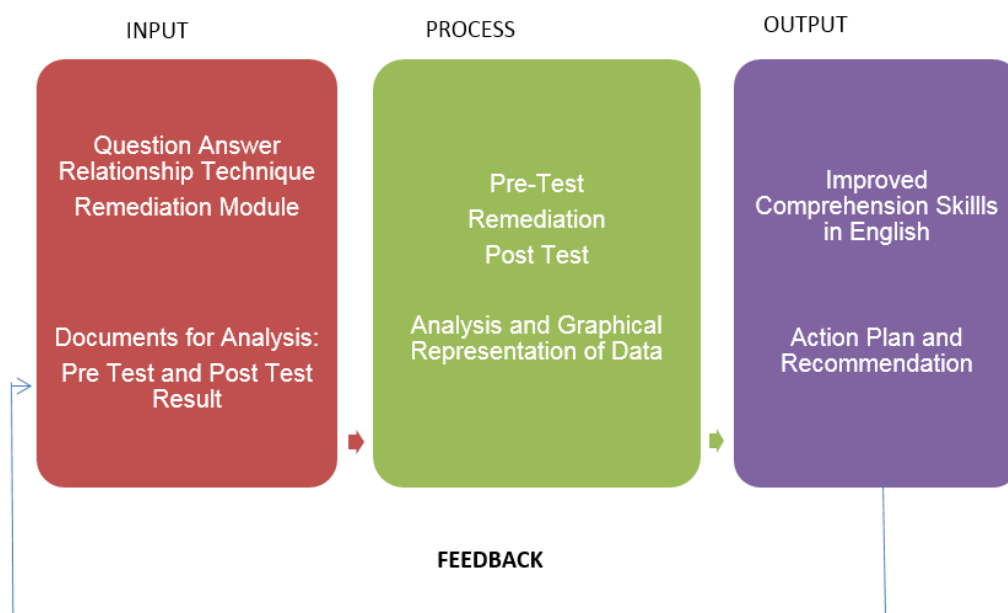 INPUT
PROCESS
OUTPUT
Question Answer
Relationship Technique
Remediation Module
Documents for Analysis:
Pre Test and Post Test
Result
Pre-Test
Remediation
Post Test
Analysis and Graphical
Representation of Data
Improved
Comprehension Skillls
in English
Action Plan and
Recommendation
FEEDBACK